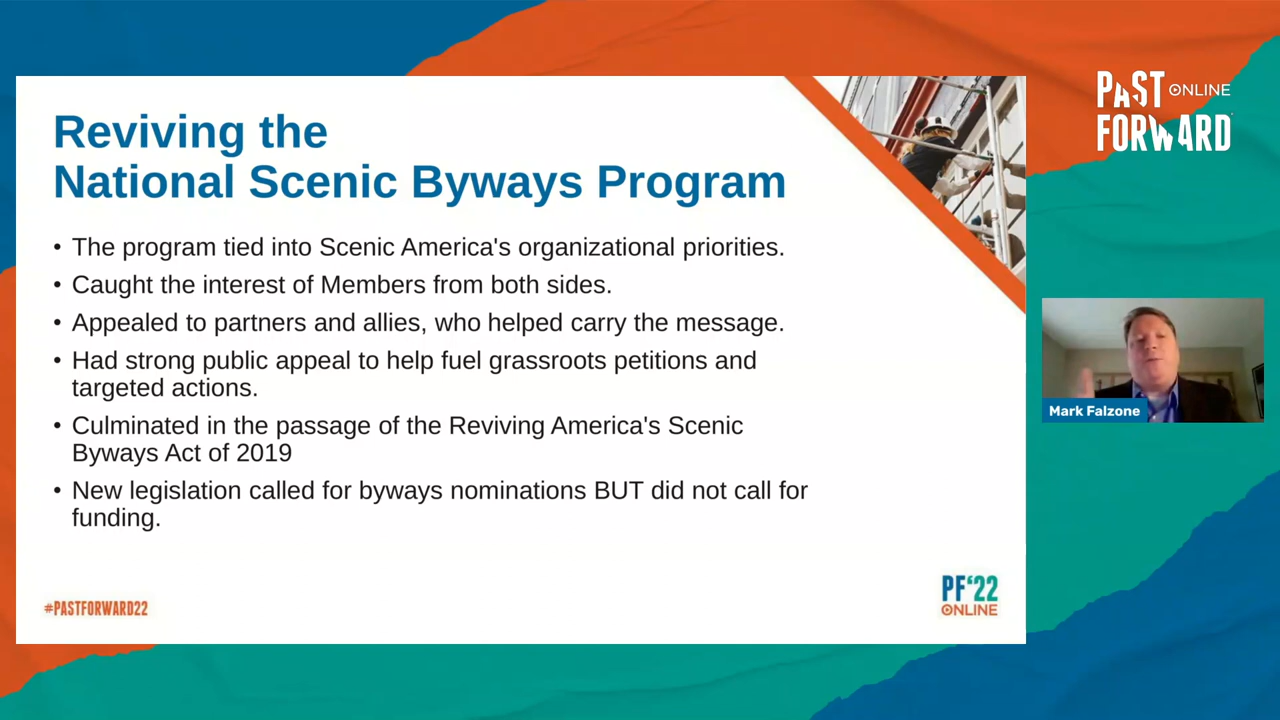 Reviving the
National Scenic Byways Program
• The program tied into Scenic America's organizational priorities.
• Caught the interest of Members from both sides.
• Appealed to partners and allies, who helped carry the message.
• Had strong public appeal to help fuel grassroots petitions and
targeted actions.
• Culminated in the passage of the Reviving America's Scenic
Byways Act of 2019
• New legislation called for byways nominations BUT did not call for
funding.
#PASTFORWARD22
PF'22
ONLINE
PAST ONLINE
FORWARD
Mark Falzone